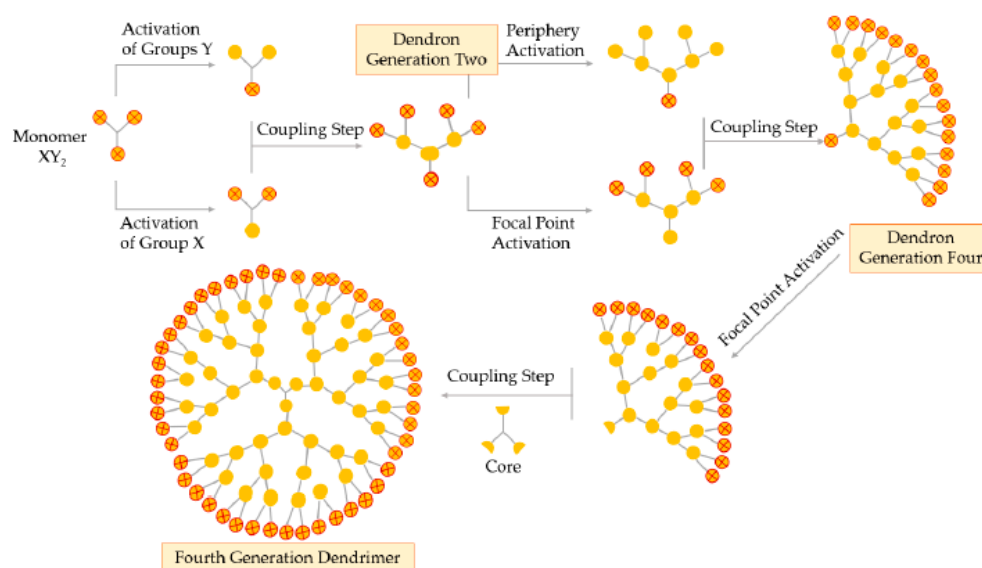 Activation
of Groups Y
Monomer
XY₂
Activation
of Group X
Coupling Step
Dendron
Generation Two
Periphery
Activation
Focal Point
Activation
Coupling Step
Dendron
Generation Four
Focal Point Activation
Coupling Step
Core
Fourth Generation Dendrimer